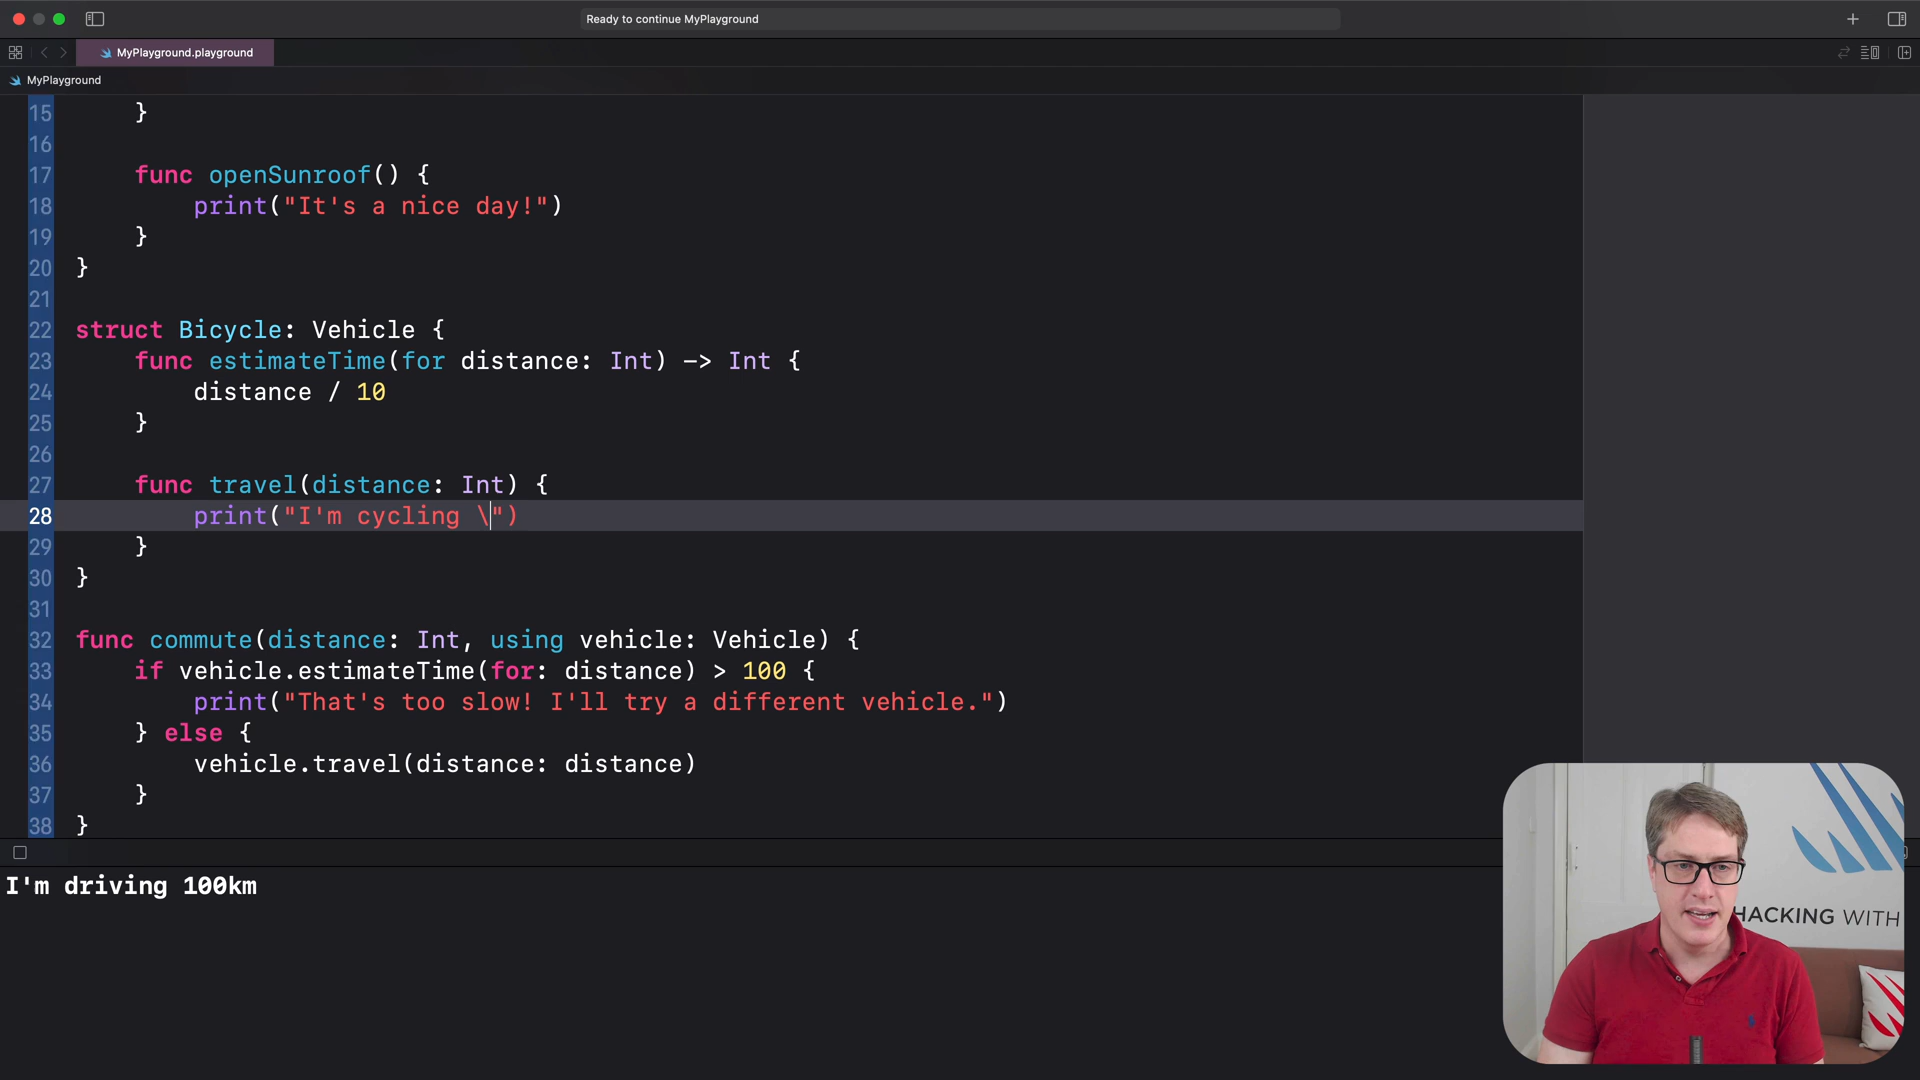 Ready to continue MyPlayground
MyPlayground.playground
MyPlayground
15     }
16
17     func openSunroof() {
18         print("It's a nice day!")
19     }
20 }
21
22 struct Bicycle: Vehicle {
23     func estimateTime(for distance: Int) -> Int {
24         distance / 10
25     }
26
27     func travel(distance: Int) {
28         print("I'm cycling \")
29     }
30 }
31
32 func commute(distance: Int, using vehicle: Vehicle) {
33     if vehicle.estimateTime(for: distance) > 100 {
34         print("That's too slow! I'll try a different vehicle.")
35     } else {
36         vehicle.travel(distance: distance)
37     }
38 }
I'm driving 100km
HACKING WITH